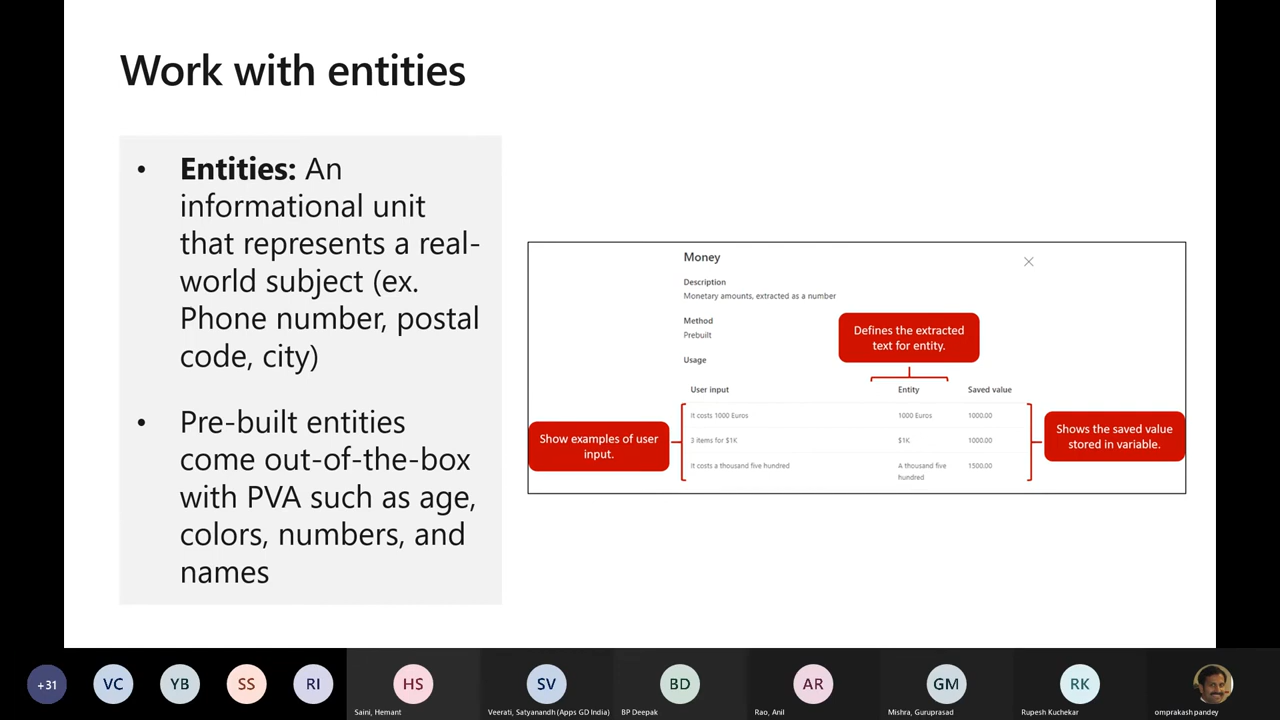 Work with entities
• Entities: An
informational unit
that represents a real-
world subject (ex.
Phone number, postal
code, city)
• Pre-built entities
come out-of-the-box
with PVA such as age,
colors, numbers, and
names
Money
Description
Monetary amounts, extracted as a number
Method
Prebuilt
Defines the extracted
text for entity.
Usage
User input Entity Saved value
It costs 1000 Euros 1000 Euros 1000.00
3 items for $1K $1K 1000.00
It costs a thousand five hundred A thousand five 1500.00
hundred
Show examples of user
input.
Shows the saved value
stored in variable.
+31 VC YB SS RI HS SV BD AR GM RK
Saini, Hemant Veerati, Satyanandh (Apps GD India) BP Deepak Rao, Anil Mishra, Guruprasad Rupesh Kuchekar omprakash pandey